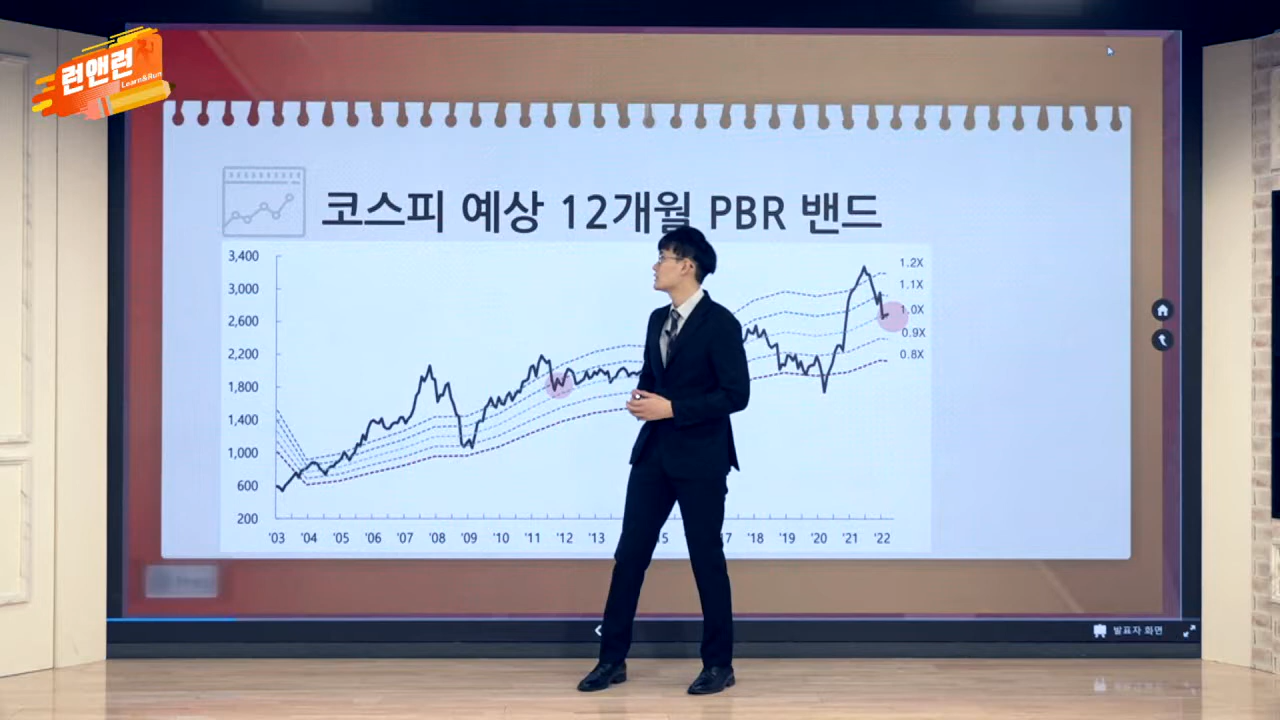 런앤런
Learn&Run
코스피 예상 12개월 PBR 밴드
3,400
3,000
2,600
2,200
1,800
1,400
1,000
600
200
1.2X
1.1X
1.0X
0.9X
0.8X
'03 '04 '05 '06 '07 '08 '09 '10 '11 '12 '13 '18 '19 '20 '21 '22
발표자 화면